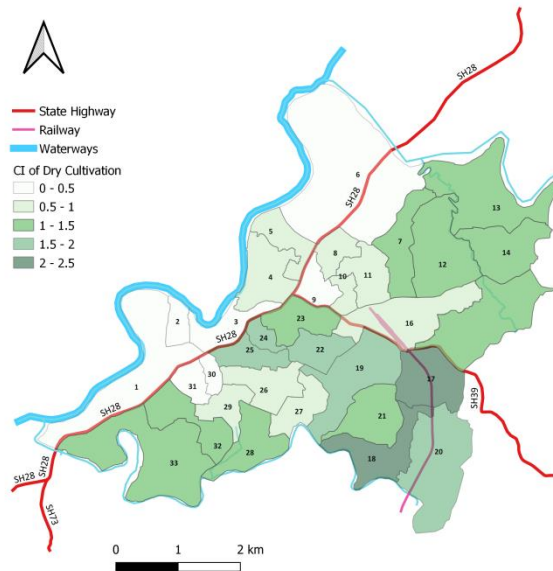 SH28
State Highway
Railway
Waterways
CI of Dry Cultivation
0 - 0.5
0.5 - 1
1 - 1.5
1.5 - 2
2 - 2.5
6
SH28
13
5
8
7
14
4
10
11
12
9
2
3
23
16
SH28
24
25
22
30
19
17
1
31
26
SH39
29
27
21
SH28
32
18
20
33
28
SH28
SH28
SH73
0 1 2 km